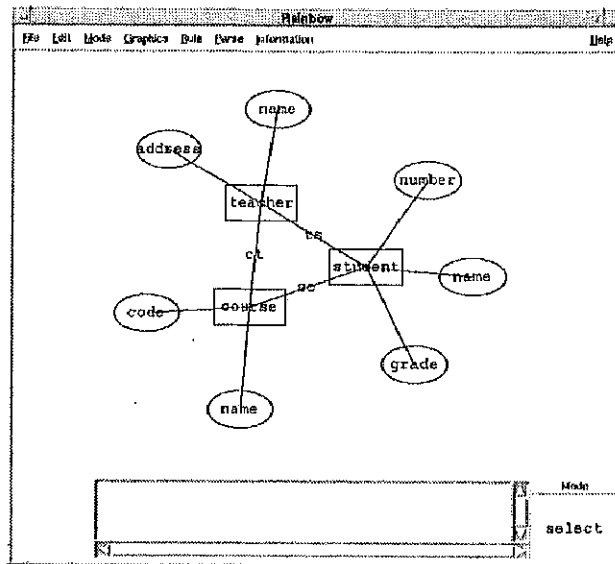 Rainbow
File Edit Mode Graphics Rule Parse Information Help
name
address
number
teacher
ts
ct
student
name
sc
code
course
grade
name
Mode
select